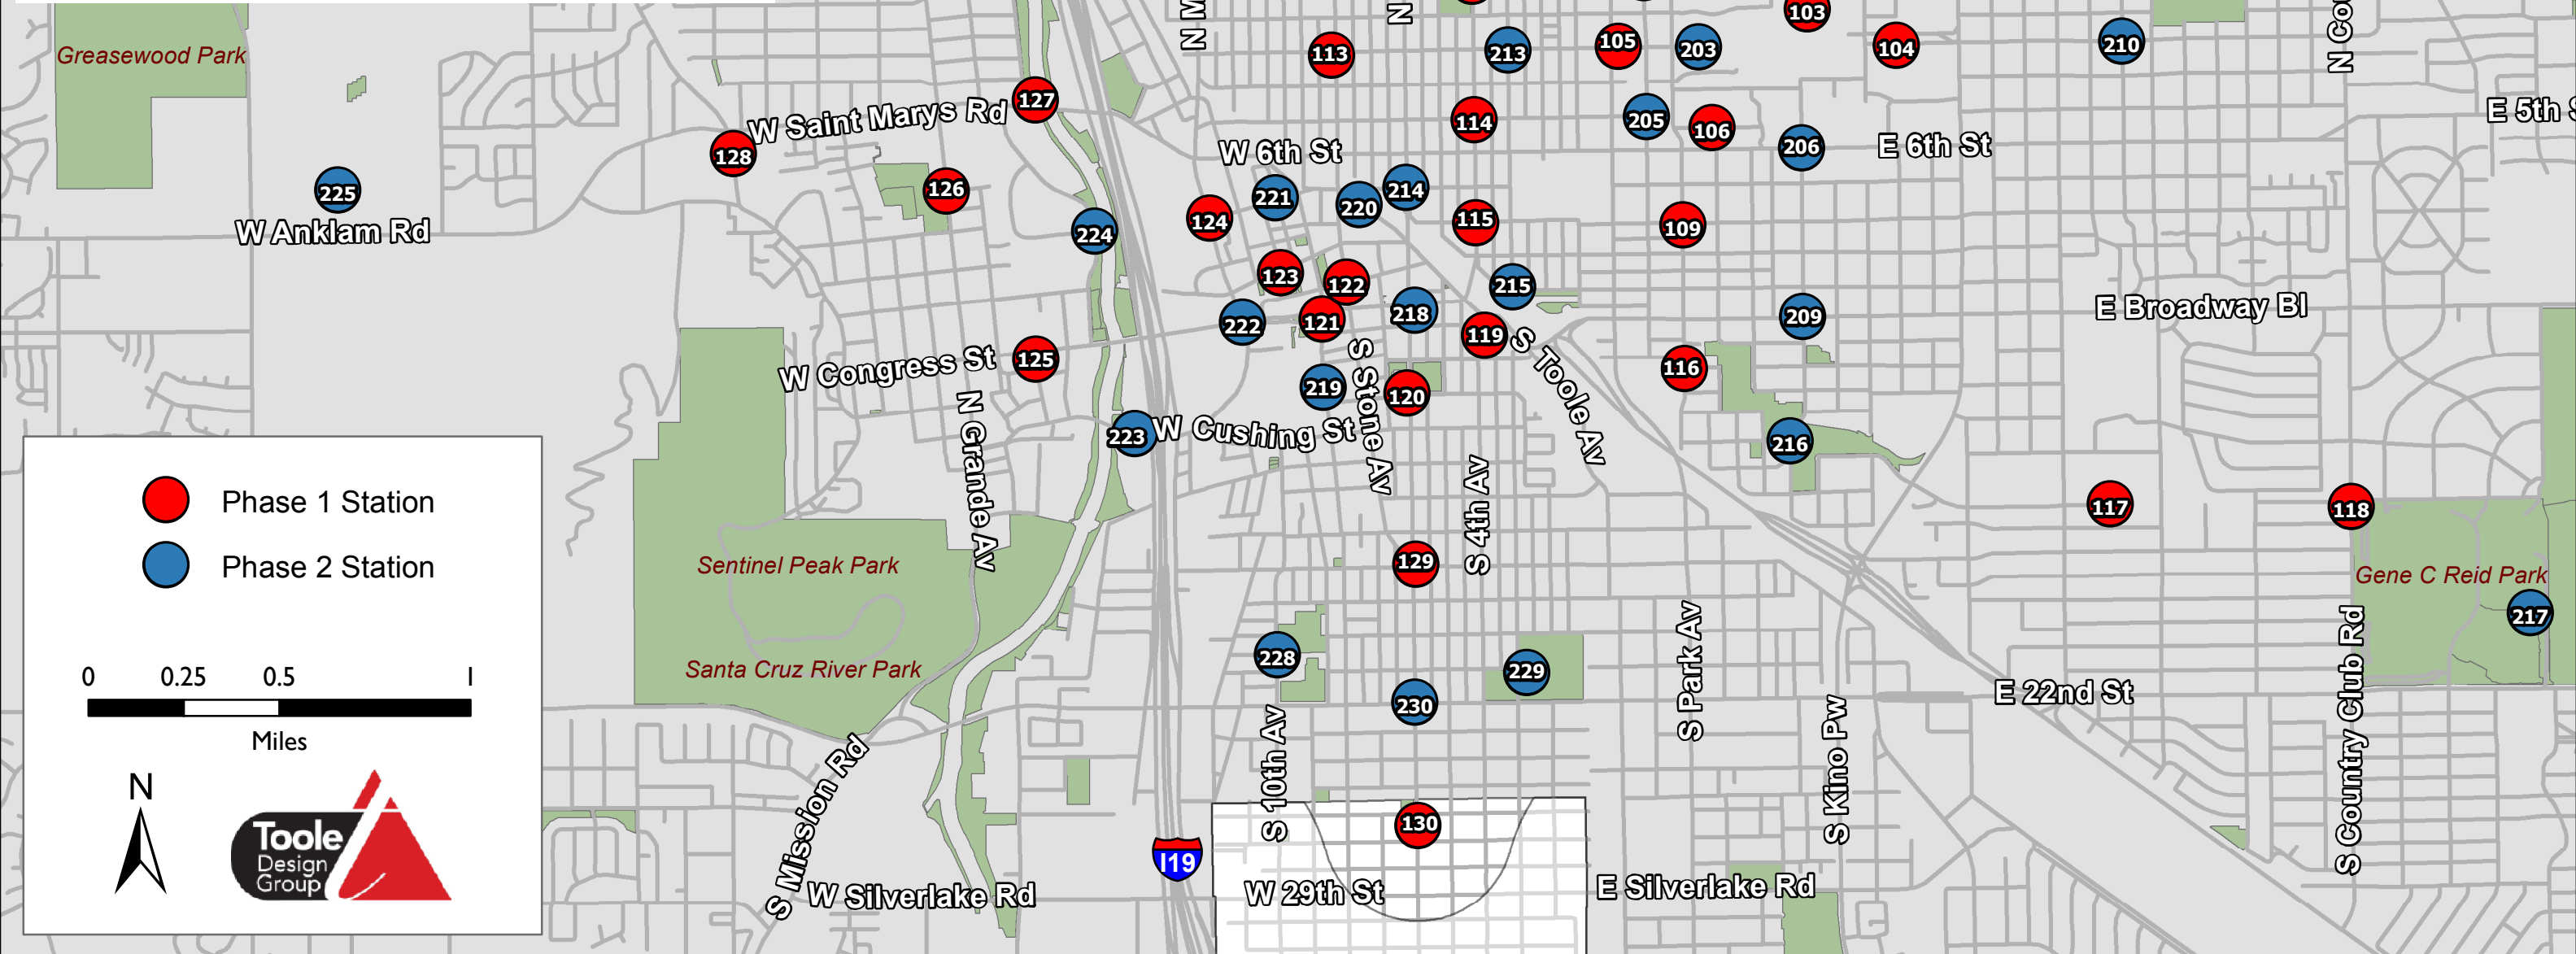 N M
N
103
N Cou
Greasewood Park
113
213
105
203
104
210
127
W Saint Marys Rd
E 5th S
114
205
106
206
E 6th St
128
W 6th St
225
126
221
220
214
124
115
109
W Anklam Rd
224
123
122
215
222
121
218
119
209
E Broadway Bl
S Toole Av
W Congress St
125
219
S Stone Av
120
116
N Grande Av
223
W Cushing St
216
S 4th Av
117
118
Phase 1 Station
Phase 2 Station
129
Sentinel Peak Park
Gene C Reid Park
217
Santa Cruz River Park
228
229
230
S Park Av
E 22nd St
S Country Club Rd
S Kino Pw
S 10th Av
0 0.25 0.5 1
Miles
N
Toole
Design
Group
S Mission Rd
W Silverlake Rd
I19
130
W 29th St
E Silverlake Rd